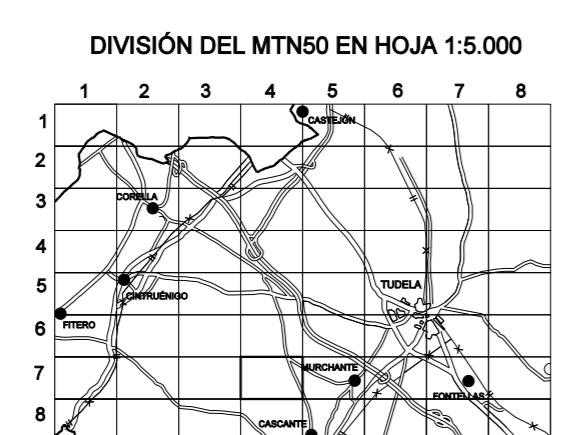 DIVISIÓN DEL MTN50 EN HOJA 1:5.000
1 2 3 4 5 6 7 8
1
CASTEJÓN
2
3
CORELLA
4
5
TUDELA
CINTRUÉNIGO
6
FITERO
7
MURCHANTE
FONTELLAS
8
CASCANTE